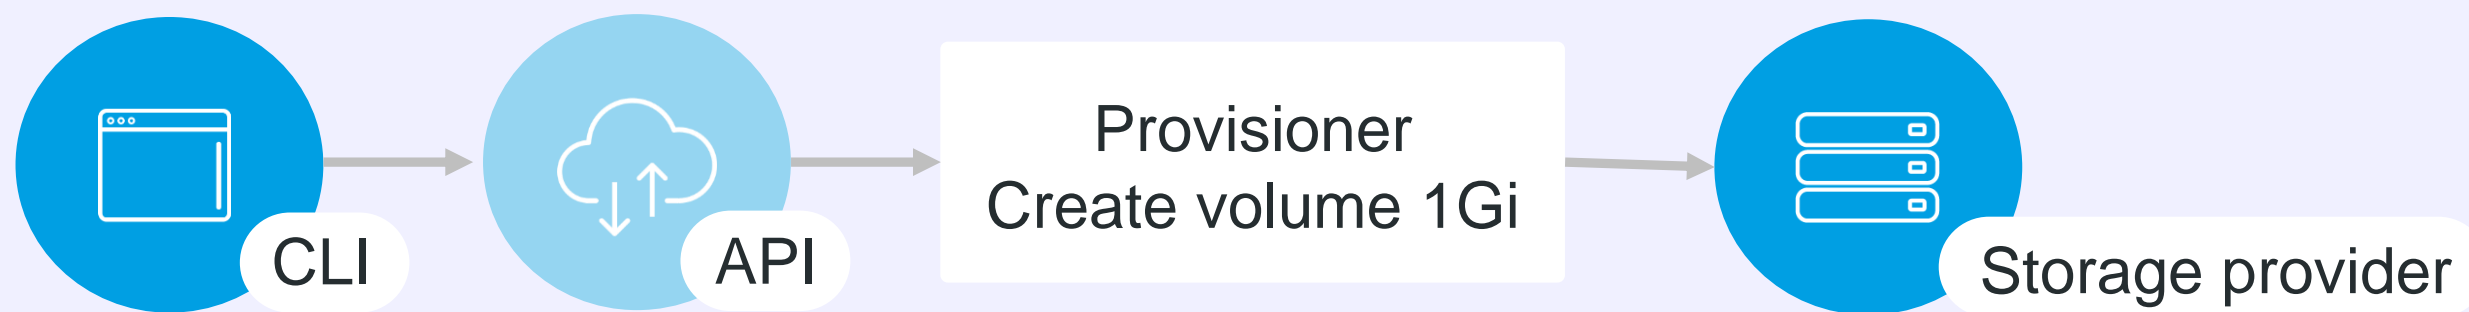 CLI
API
Provisioner
Create volume 1Gi
Storage provider